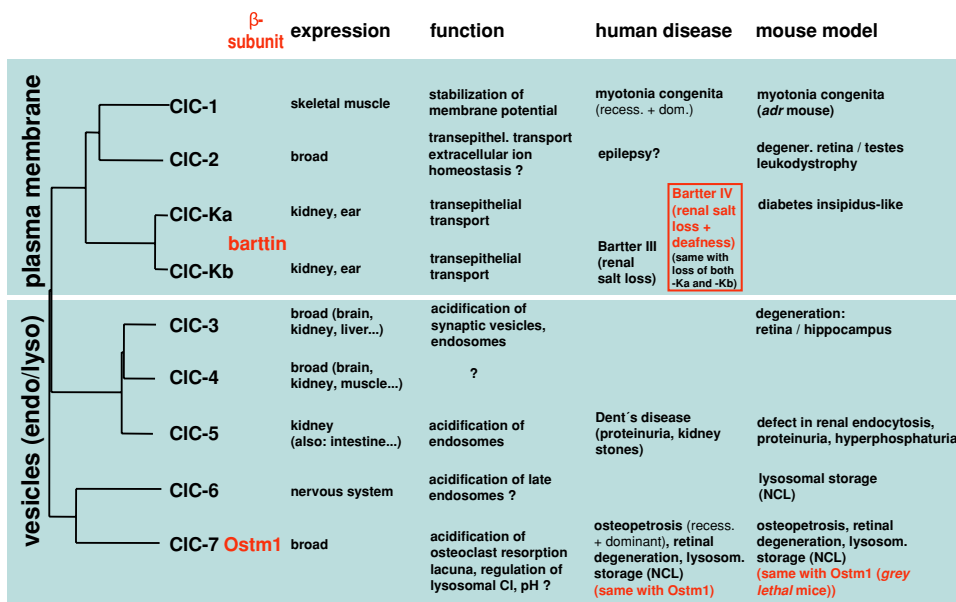 β-
subunit
expression
function
human disease
mouse model
plasma membrane
ClC-1
skeletal muscle
stabilization of
membrane potential
myotonia congenita
(recess. + dom.)
myotonia congenita
(adr mouse)
ClC-2
broad
transepithel. transport
extracellular ion
homeostasis ?
epilepsy?
degener. retina / testes
leukodystrophy
ClC-Ka
kidney, ear
transepithelial
transport
Bartter IV
(renal salt
loss +
deafness)
(same with
loss of both
-Ka and -Kb)
diabetes insipidus-like
barttin
ClC-Kb
kidney, ear
transepithelial
transport
Bartter III
(renal
salt loss)
vesicles (endo/lyso)
ClC-3
broad (brain,
kidney, liver...)
acidification of
synaptic vesicles,
endosomes
degeneration:
retina / hippocampus
ClC-4
broad (brain,
kidney, muscle...)
?
ClC-5
kidney
(also: intestine...)
acidification of
endosomes
Dent´s disease
(proteinuria, kidney
stones)
defect in renal endocytosis,
proteinuria, hyperphosphaturia
ClC-6
nervous system
acidification of late
endosomes ?
lysosomal storage
(NCL)
ClC-7
Ostm1
broad
acidification of
osteoclast resorption
lacuna, regulation of
lysosomal Cl, pH ?
osteopetrosis (recess.
+ dominant), retinal
degeneration, lysosom.
storage (NCL)
(same with Ostm1)
osteopetrosis, retinal
degeneration, lysosom.
storage (NCL)
(same with Ostm1 (grey
lethal mice))